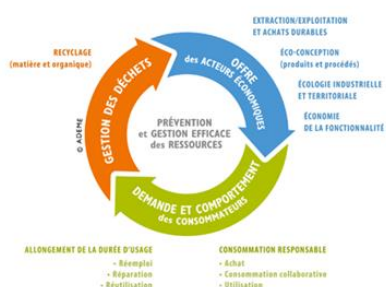 EXTRACTION/EXPLOITATION
ET ACHATS DURABLES
RECYCLAGE
(matière et organique)
ÉCO-CONCEPTION
(produits et procédés)
ÉCOLOGIE INDUSTRIELLE
ET TERRITORIALE
ÉCONOMIE
DE LA FONCTIONNALITÉ
OFFRE
des ACTEURS ÉCONOMIQUES
GESTION DES DÉCHETS
PRÉVENTION
et GESTION EFFICACE
des RESSOURCES
© ADEME
DEMANDE ET COMPORTEMENT
des CONSOMMATEURS
ALLONGEMENT DE LA DURÉE D'USAGE
• Réemploi
• Réparation
• Réutilisation
CONSOMMATION RESPONSABLE
• Achat
• Consommation collaborative
• Utilisation